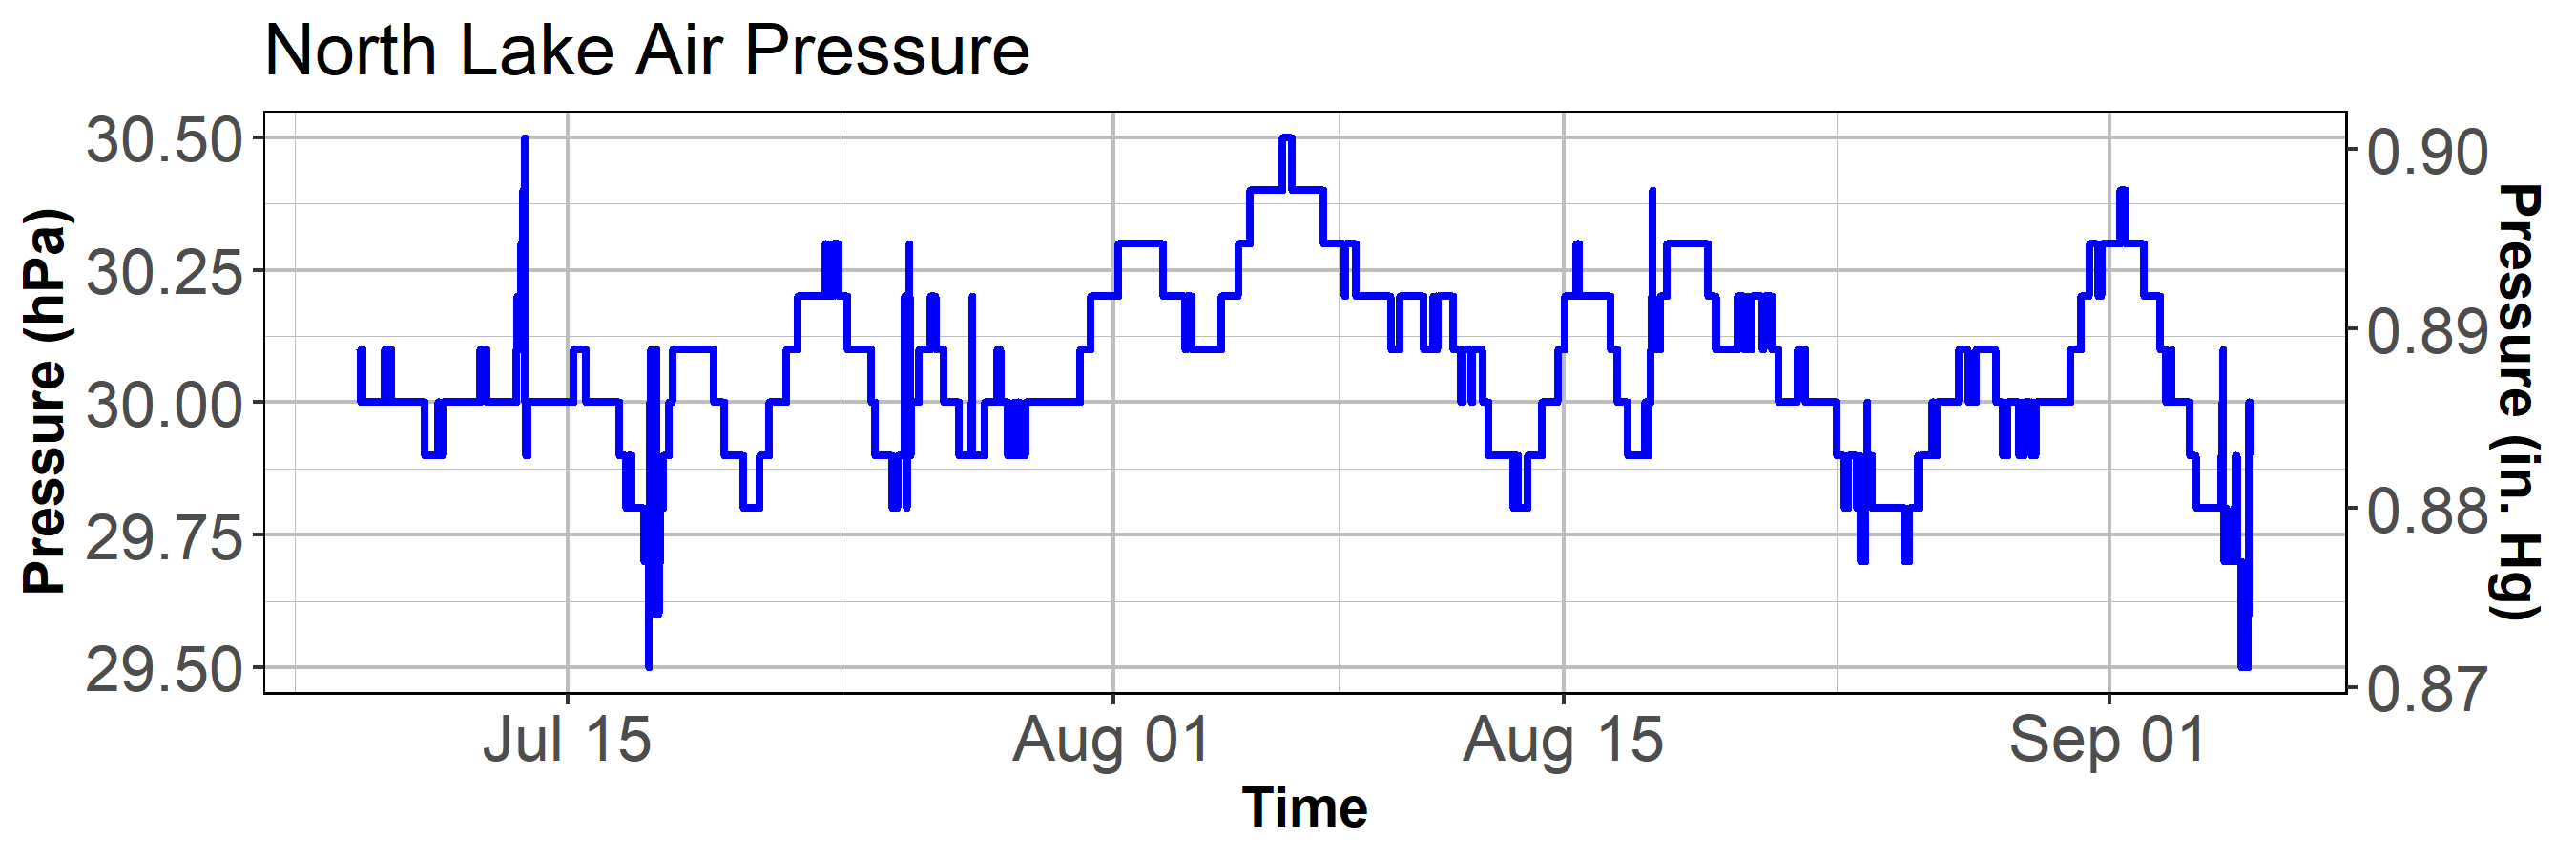 North Lake Air Pressure
Pressure (hPa)
30.50
30.25
30.00
29.75
29.50
0.90
0.89
0.88
0.87
Pressure (in. Hg)
Jul 15 Aug 01 Aug 15 Sep 01
Time